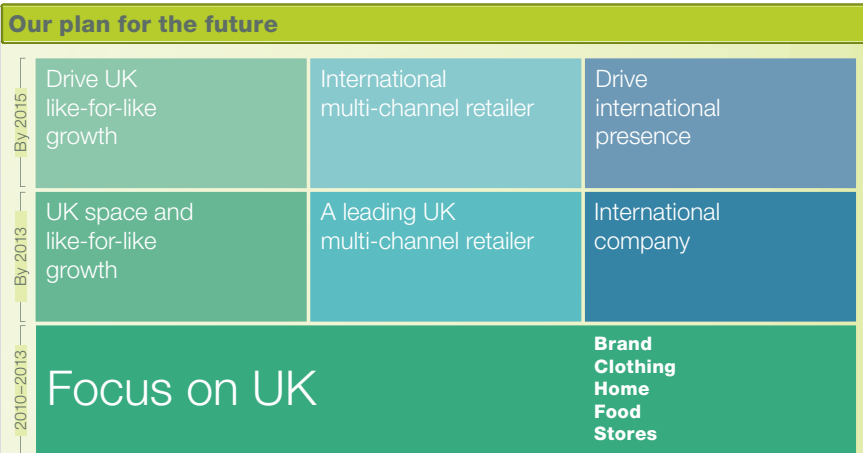 Our plan for the future
By 2015
Drive UK
like-for-like
growth
International
multi-channel retailer
Drive
international
presence
By 2013
UK space and
like-for-like
growth
A leading UK
multi-channel retailer
International
company
2010–2013
Focus on UK
Brand
Clothing
Home
Food
Stores